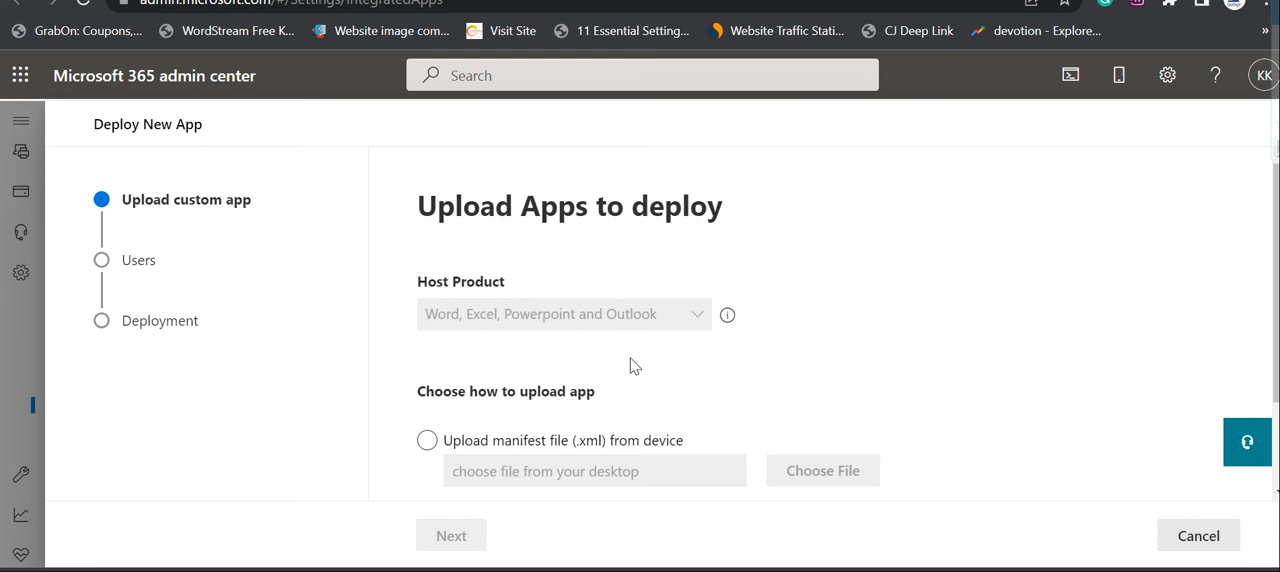 admin.microsoft.com/#/Settings/IntegratedApps
GrabOn: Coupons,... WordStream Free K... Website image com... Visit Site 11 Essential Setting... Website Traffic Stati... CJ Deep Link devotion - Explore... »
Microsoft 365 admin center Search ? KK
Deploy New App
Upload custom app
Users
Deployment
Upload Apps to deploy
Host Product
Word, Excel, Powerpoint and Outlook
Choose how to upload app
Upload manifest file (.xml) from device
choose file from your desktop Choose File
Next Cancel